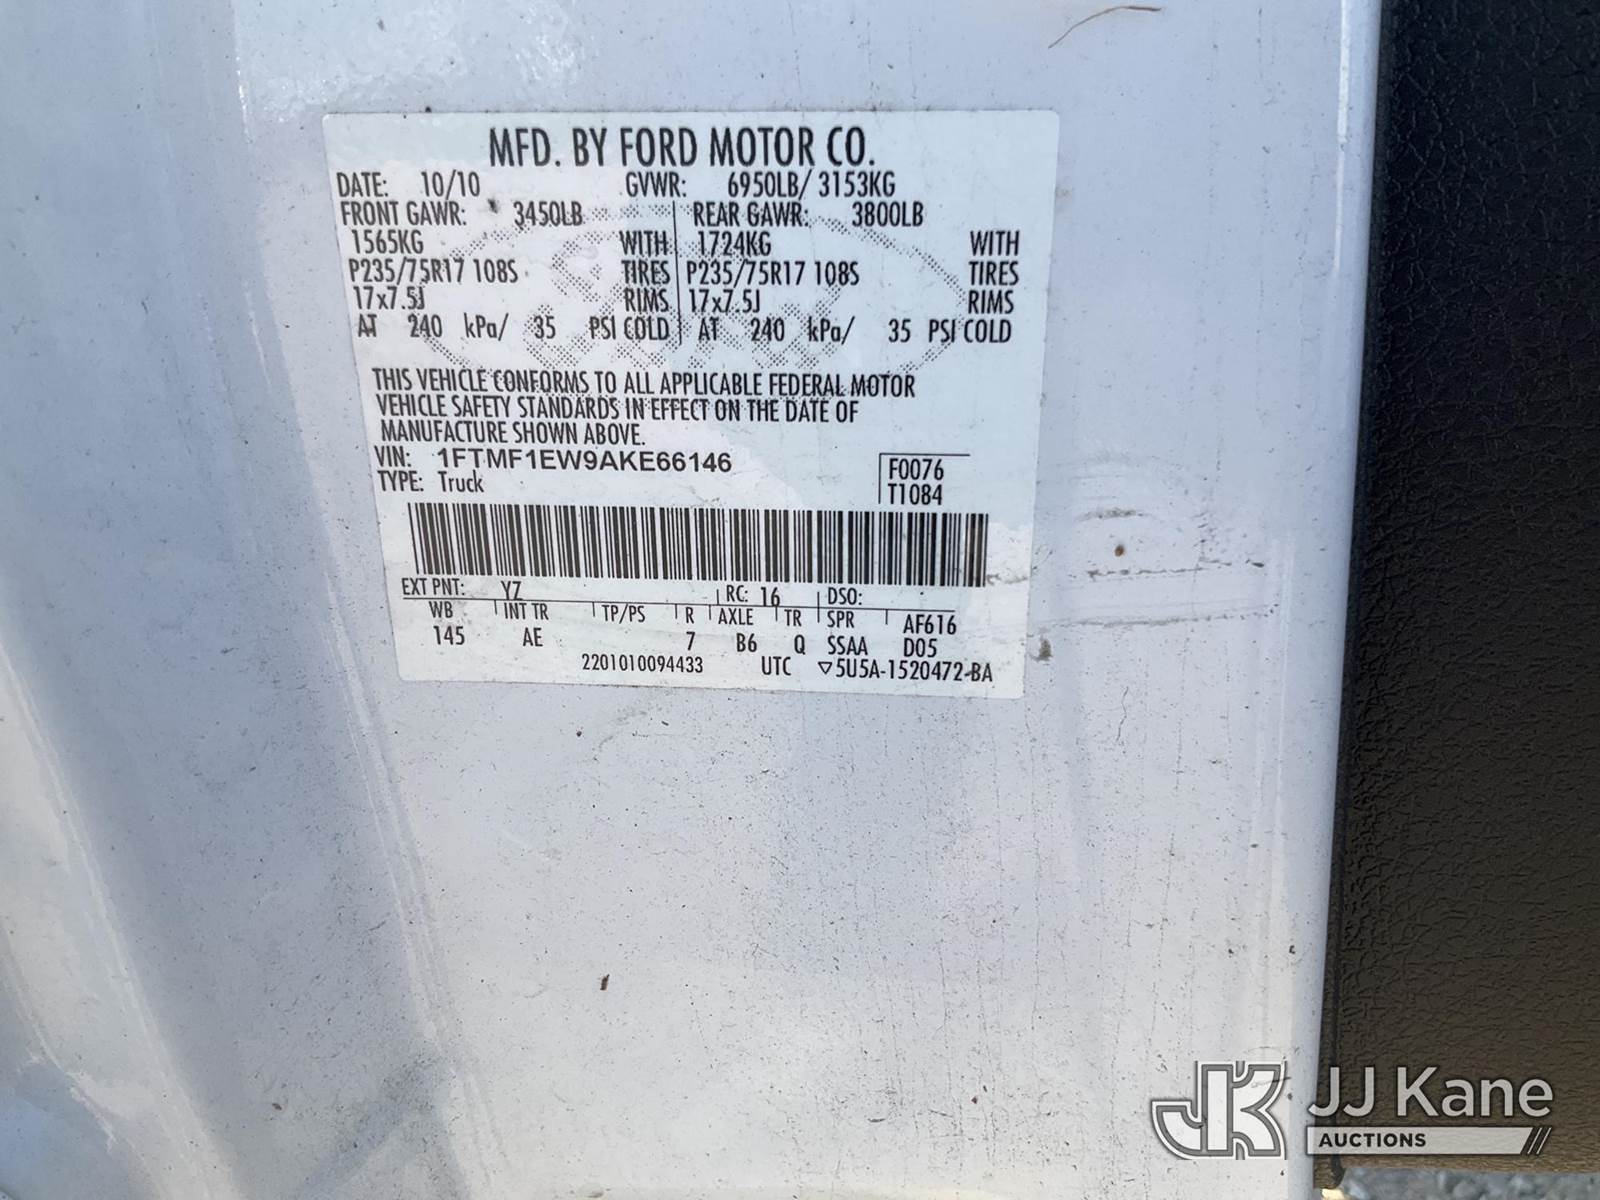 MFD. BY FORD MOTOR CO.
DATE: 10/10 GVWR: 6950LB/ 3153KG
FRONT GAWR: 3450LB REAR GAWR: 3800LB
1565KG WITH 1724KG WITH
P235/75R17 108S TIRES P235/75R17 108S TIRES
17x7.5J RIMS 17x7.5J RIMS
AT 240 kPa/ 35 PSI COLD AT 240 kPa/ 35 PSI COLD
THIS VEHICLE CONFORMS TO ALL APPLICABLE FEDERAL MOTOR
VEHICLE SAFETY STANDARDS IN EFFECT ON THE DATE OF
MANUFACTURE SHOWN ABOVE.
VIN: 1FTMF1EW9AKE66146 F0076
TYPE: Truck T1084
EXT PNT: YZ RC: 16 DSO:
WB INT TR TP/PS R AXLE TR SPR AF616
145 AE 7 B6 Q SSAA D05
2201010094433 UTC ▽5U5A-1520472-BA
JK JJ Kane
AUCTIONS